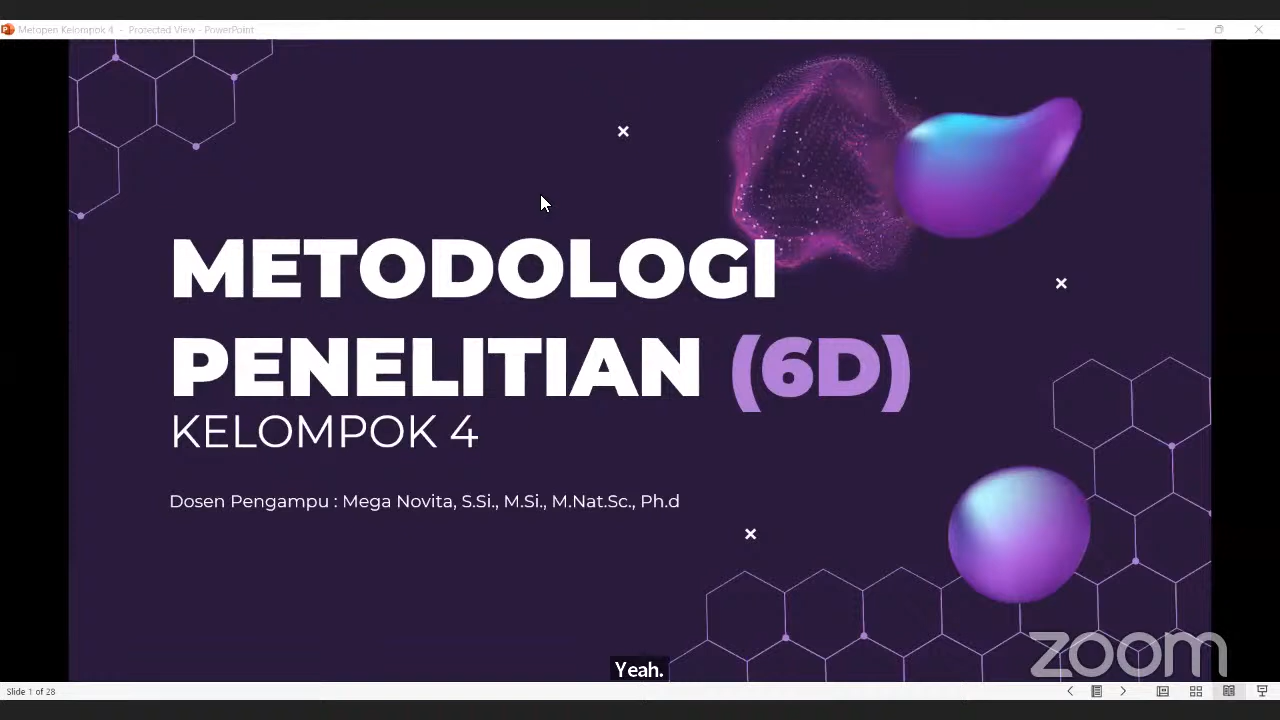 Metopen Kelompok 4 - Protected View - PowerPoint
METODOLOGI
PENELITIAN (6D)
KELOMPOK 4
Dosen Pengampu : Mega Novita, S.Si., M.Si., M.Nat.Sc., Ph.d
zoom
Yeah.
Slide 1 of 28